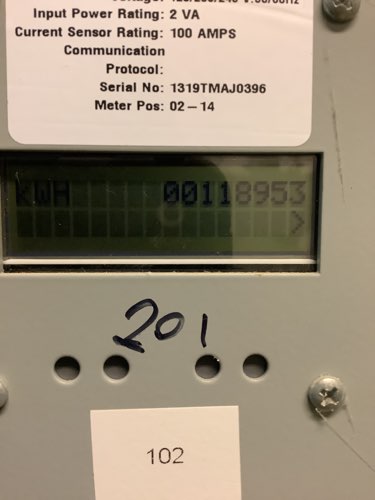 Input Power Rating: 2 VA
Current Sensor Rating: 100 AMPS
Communication
Protocol:
Serial No: 1319TMAJ0396
Meter Pos: 02 – 14
KWH 00118953
>
201
102